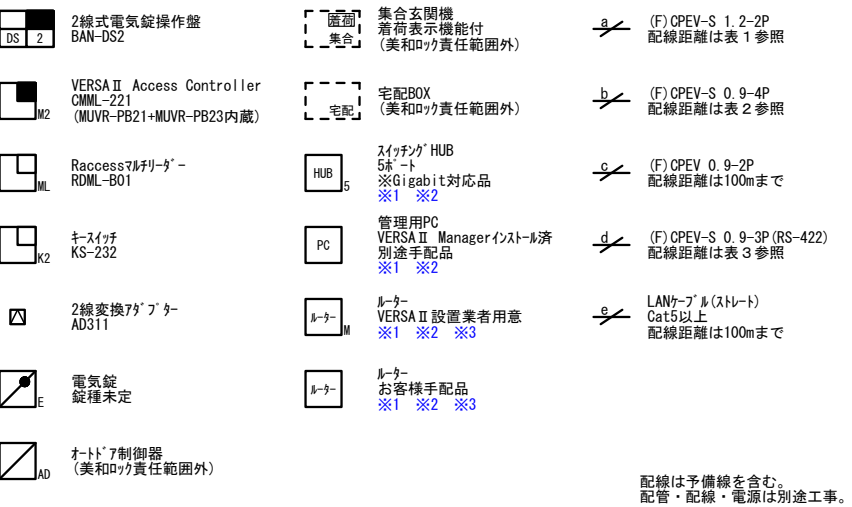 DS 2
2線式電気錠操作盤
BAN-DS2
M2
VERSAⅡ Access Controller
CMML-221
(MUVR-PB21+MUVR-PB23内蔵)
ML
Raccessマルチリーダー
RDML-B01
K2
キースイッチ
KS-232
2線変換アダプター
AD311
E
電気錠
錠種未定
AD
オートドア制御器
(美和ロック責任範囲外)
着荷
集合
集合玄関機
着荷表示機能付
(美和ロック責任範囲外)
宅配
宅配BOX
(美和ロック責任範囲外)
HUB 5
スイッチングHUB
5ポート
※Gigabit対応品
※1 ※2
PC
管理用PC
VERSAⅡ Managerインストール済
別途手配品
※1 ※2
ルーター M
ルーター
VERSAⅡ設置業者用意
※1 ※2 ※3
ルーター
ルーター
お客様手配品
※1 ※2 ※3
a
(F)CPEV-S 1.2-2P
配線距離は表1参照
b
(F)CPEV-S 0.9-4P
配線距離は表2参照
c
(F)CPEV 0.9-2P
配線距離は100mまで
d
(F)CPEV-S 0.9-3P(RS-422)
配線距離は表3参照
e
LANケーブル(ストレート)
Cat5以上
配線距離は100mまで
配線は予備線を含む。
配管・配線・電源は別途工事。